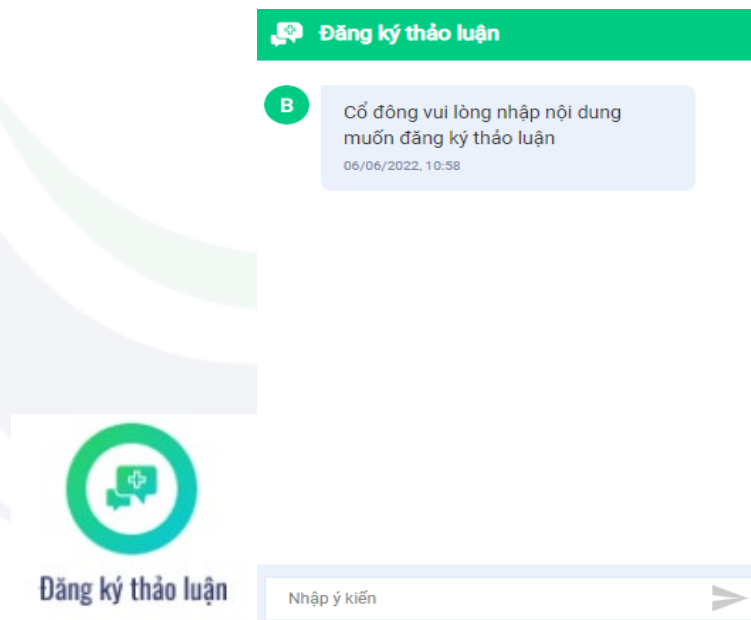 Đăng ký thảo luận
B
Cổ đông vui lòng nhập nội dung
muốn đăng ký thảo luận
06/06/2022, 10:58
Đăng ký thảo luận
Nhập ý kiến